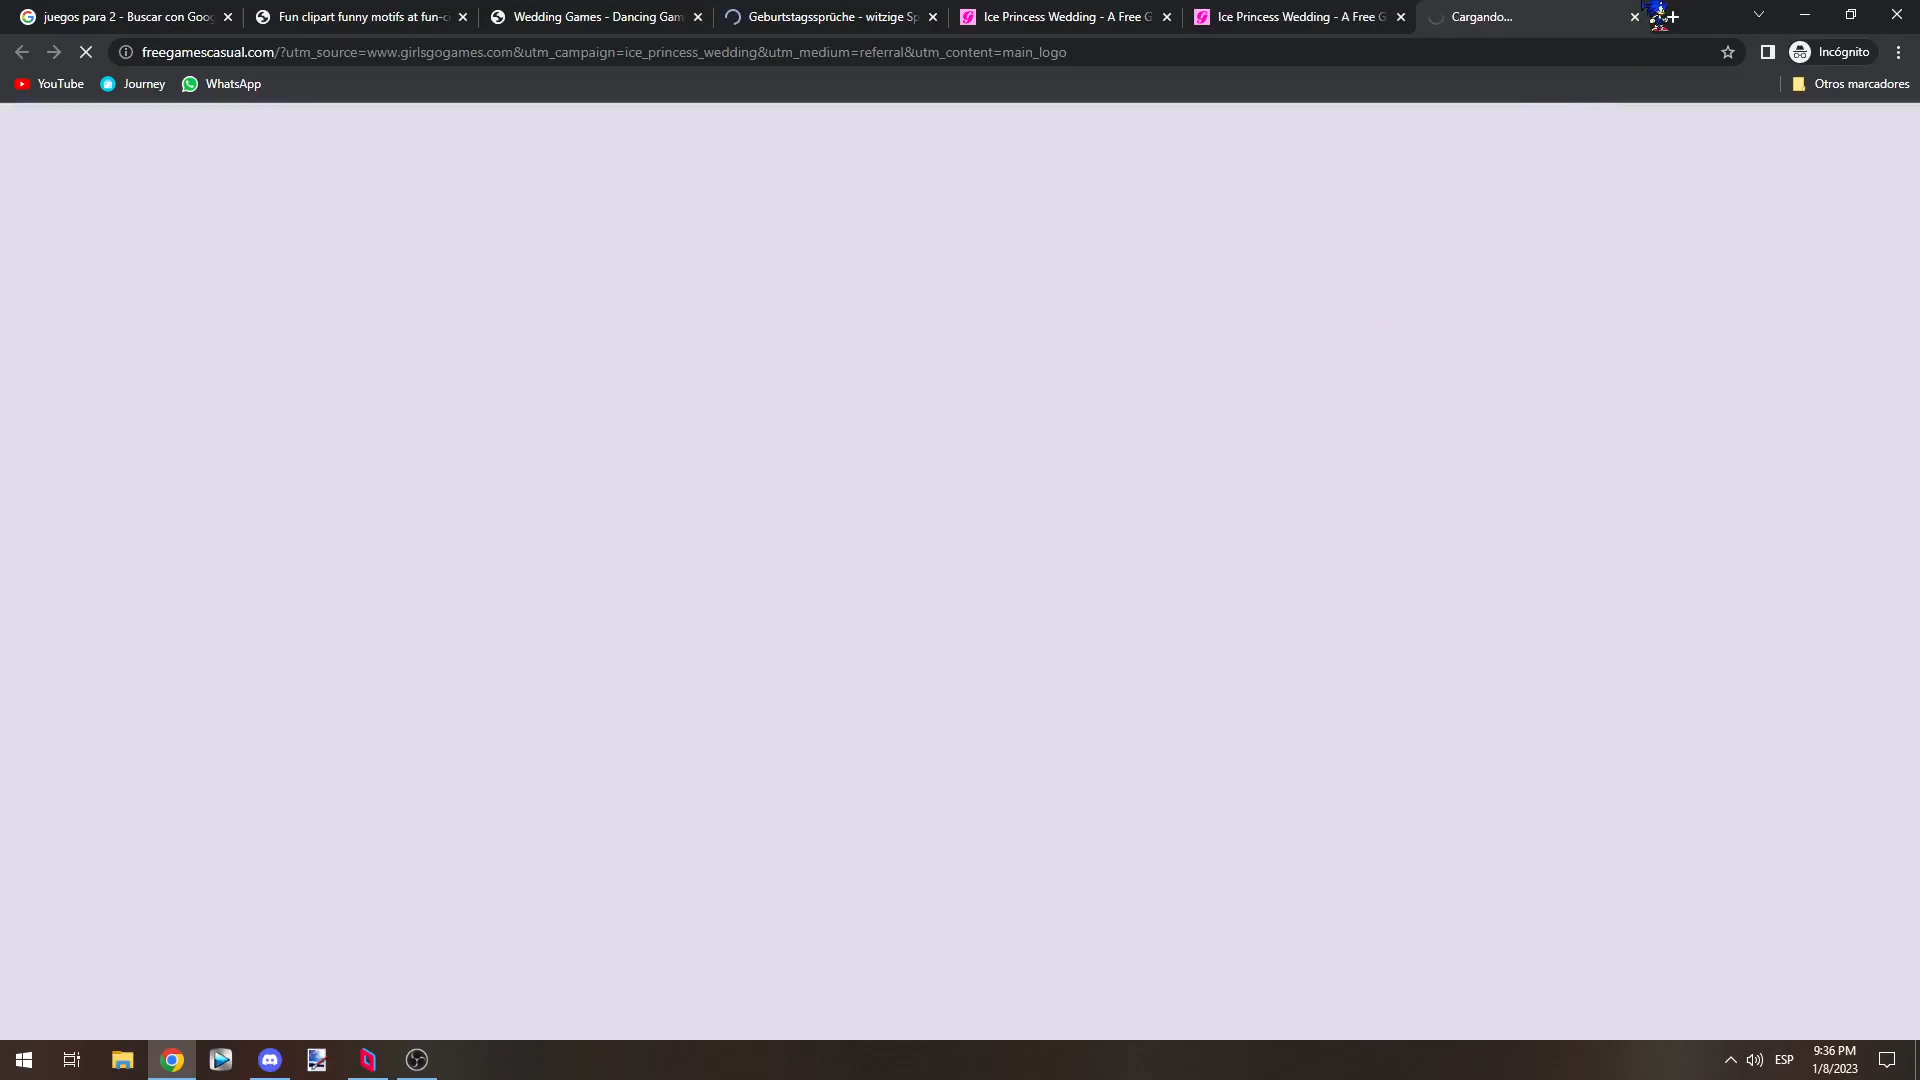 juegos para 2 - Buscar con Goog
Fun clipart funny motifs at fun-c
Wedding Games - Dancing Gam
Geburtstagssprüche - witzige Sp
Ice Princess Wedding - A Free G
Ice Princess Wedding - A Free G
Cargando...
freegamescasual.com/?utm_source=www.girlsgogames.com&utm_campaign=ice_princess_wedding&utm_medium=referral&utm_content=main_logo
Incógnito
YouTube
Journey
WhatsApp
Otros marcadores
ESP
9:36 PM
1/8/2023